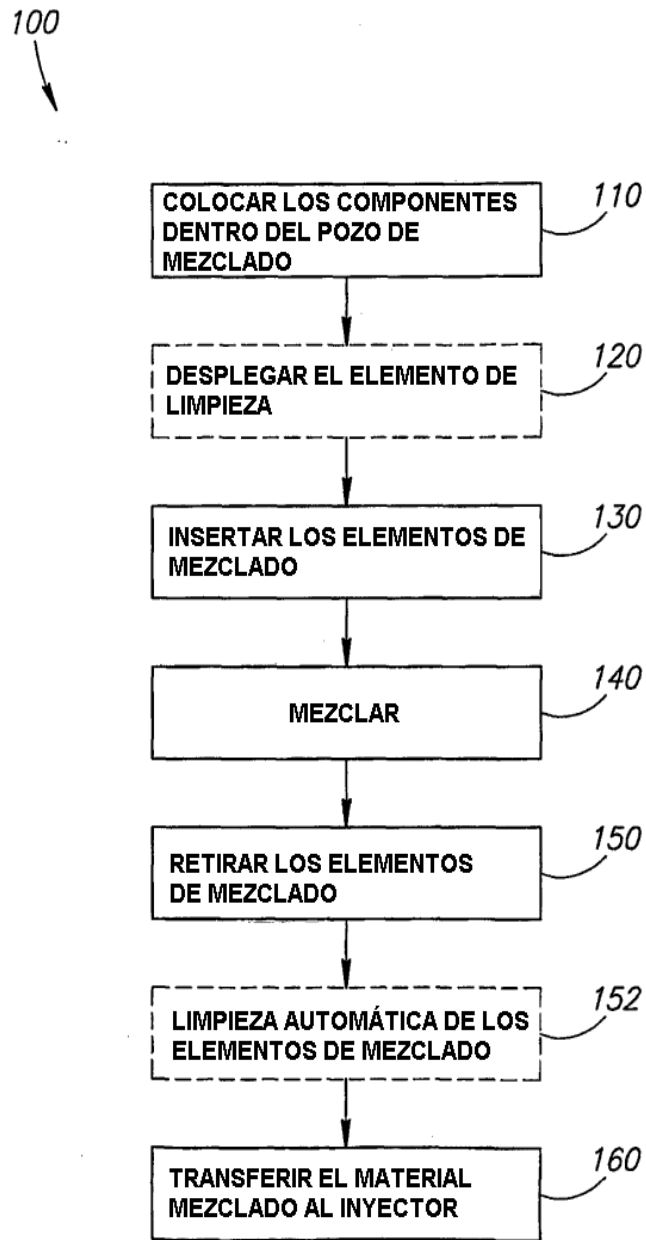 100
COLOCAR LOS COMPONENTES
DENTRO DEL POZO DE
MEZCLADO
110
DESPLEGAR EL ELEMENTO DE
LIMPIEZA
120
INSERTAR LOS ELEMENTOS DE
MEZCLADO
130
MEZCLAR
140
RETIRAR LOS ELEMENTOS
DE MEZCLADO
150
LIMPIEZA AUTOMÁTICA DE LOS
ELEMENTOS DE MEZCLADO
152
TRANSFERIR EL MATERIAL
MEZCLADO AL INYECTOR
160